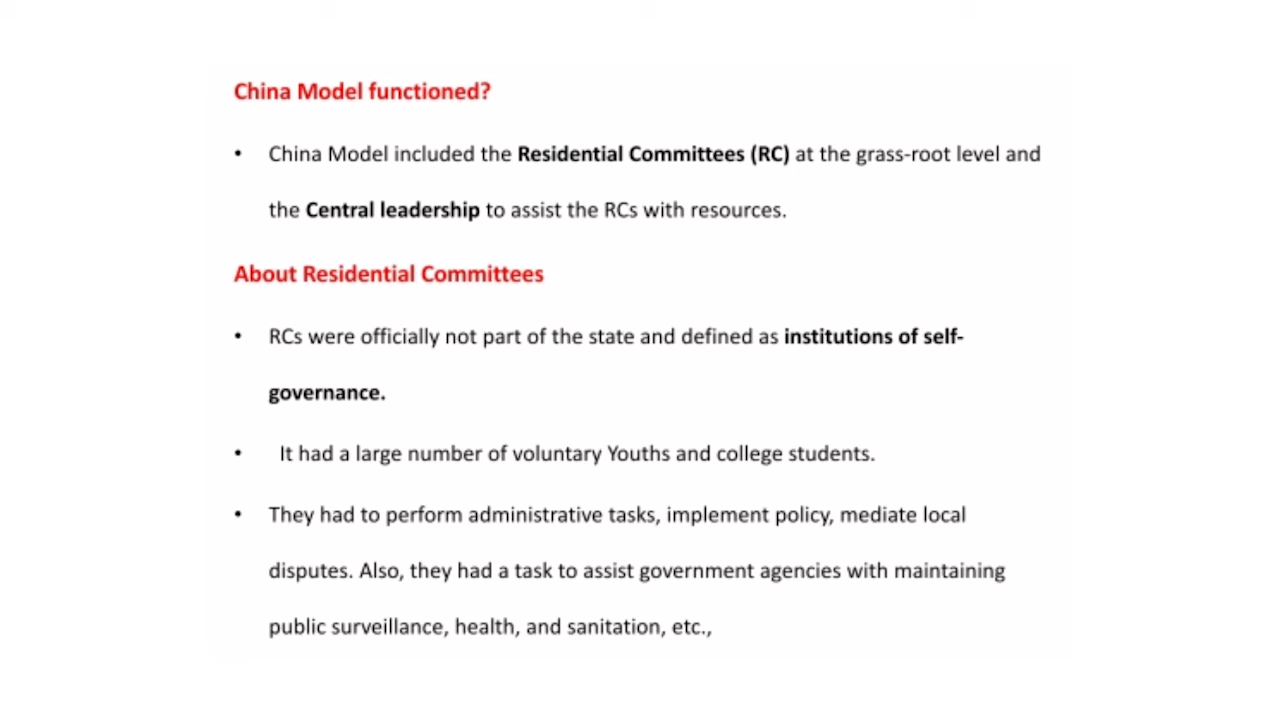 China Model functioned?
• China Model included the Residential Committees (RC) at the grass-root level and
the Central leadership to assist the RCs with resources.
About Residential Committees
• RCs were officially not part of the state and defined as institutions of self-
governance.
• It had a large number of voluntary Youths and college students.
• They had to perform administrative tasks, implement policy, mediate local
disputes. Also, they had a task to assist government agencies with maintaining
public surveillance, health, and sanitation, etc.,